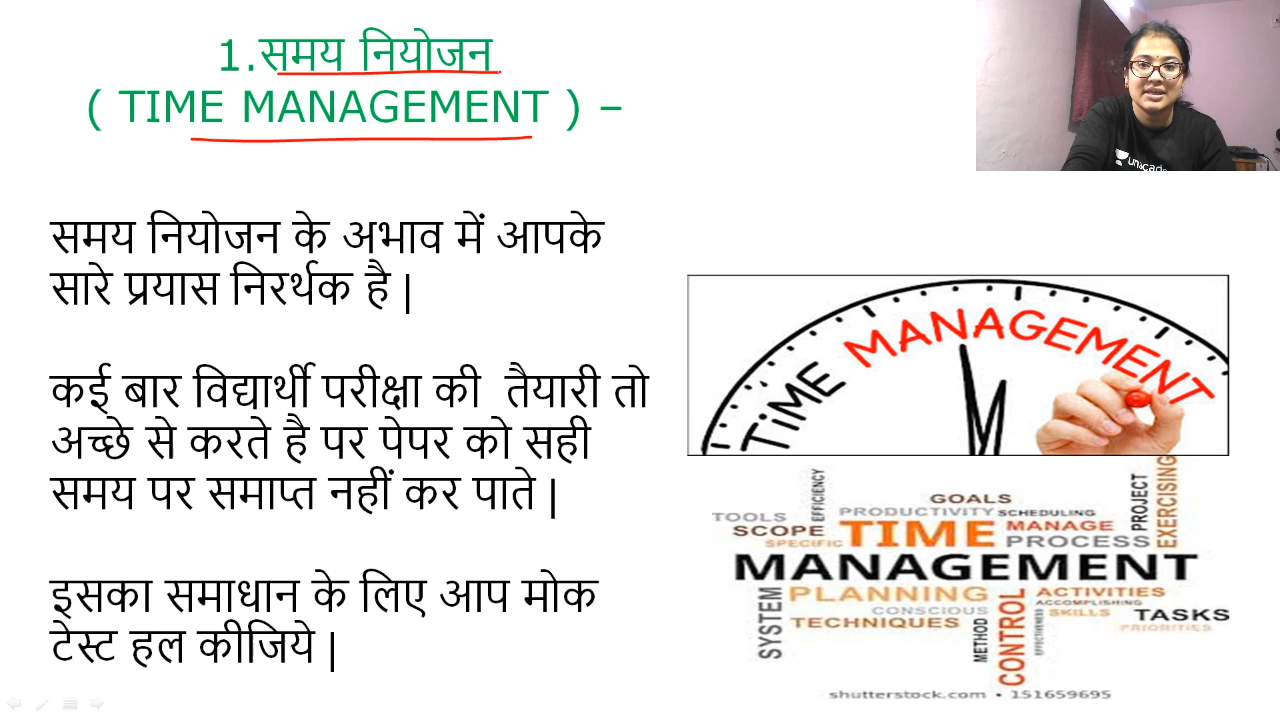 1.समय नियोजन
( TIME MANAGEMENT ) –
unacade
समय नियोजन के अभाव में आपके
सारे प्रयास निरर्थक है |
कई बार विद्यार्थी परीक्षा की तैयारी तो
अच्छे से करते है पर पेपर को सही
समय पर समाप्त नहीं कर पाते |
इसका समाधान के लिए आप मोक
टेस्ट हल कीजिये |
TIME MANAGEMENT
EFFICIENCY
GOALS
PROJECT
EXERCISING
TOOLS
PRODUCTIVITY
SCHEDULING
SCOPE
TIME
MANAGE
SPECIFIC
PROCESS
MANAGEMENT
SYSTEM
PLANNING
CONTROL
ACTIVITIES
ACCOMPLISHING
CONSCIOUS
EFFECTIVENESS
SKILLS
TASKS
TECHNIQUES
METHOD
PRIORITIES
shutterstock.com • 151659695